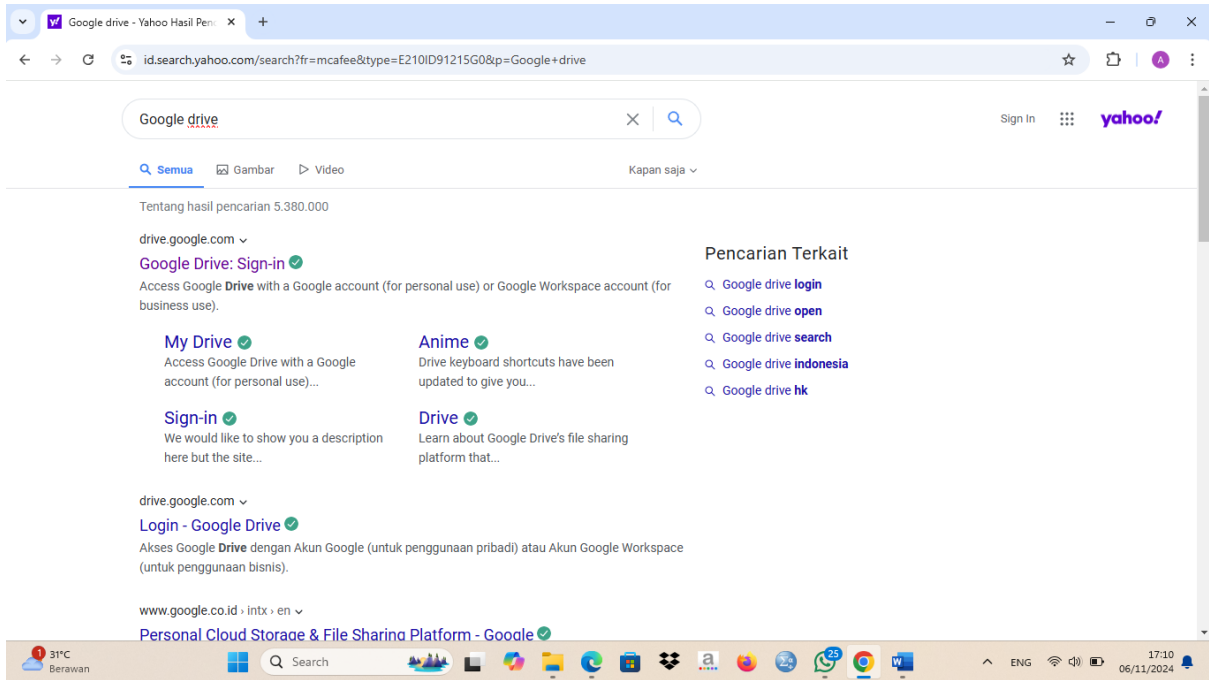 Google drive - Yahoo Hasil Penc
id.search.yahoo.com/search?fr=mcafee&type=E210ID91215G0&p=Google+drive
A
Google drive
Sign In
yahoo!
Semua
Gambar
Video
Kapan saja
Tentang hasil pencarian 5.380.000
drive.google.com
Google Drive: Sign-in
Access Google Drive with a Google account (for personal use) or Google Workspace account (for
business use).
My Drive
Access Google Drive with a Google
account (for personal use)...
Anime
Drive keyboard shortcuts have been
updated to give you...
Sign-in
We would like to show you a description
here but the site...
Drive
Learn about Google Drive's file sharing
platform that...
drive.google.com
Login - Google Drive
Akses Google Drive dengan Akun Google (untuk penggunaan pribadi) atau Akun Google Workspace
(untuk penggunaan bisnis).
www.google.co.id › intx › en
Personal Cloud Storage & File Sharing Platform - Google
Pencarian Terkait
Google drive login
Google drive open
Google drive search
Google drive indonesia
Google drive hk
1
31°C
Berawan
Search
a
25
W
ENG
17:10
06/11/2024